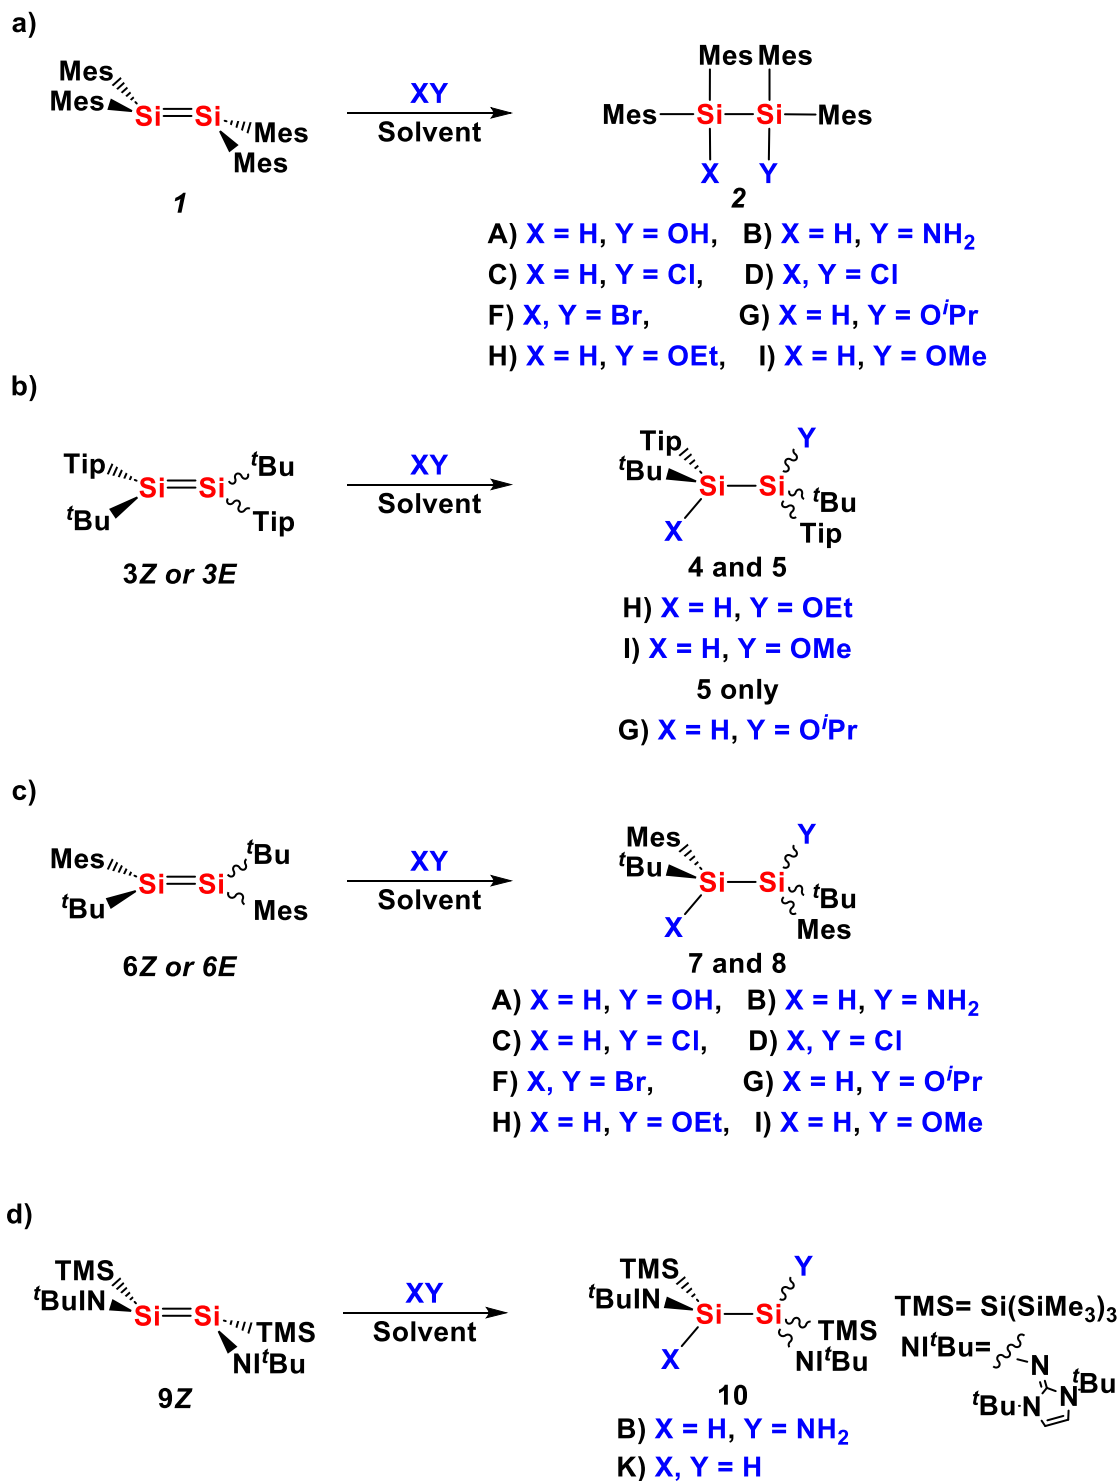 a)
Mes
Mes
Si=Si
Mes
Mes
1
XY
Solvent
Mes Mes
Mes Si Si Mes
X Y
2
A) X = H, Y = OH, B) X = H, Y = NH2
C) X = H, Y = Cl, D) X, Y = Cl
F) X, Y = Br, G) X = H, Y = OiPr
H) X = H, Y = OEt, I) X = H, Y = OMe
b)
Tip
tBu
Si=Si
tBu
Tip
3Z or 3E
XY
Solvent
Y
Tip
tBu
Si Si
tBu
X
Tip
4 and 5
H) X = H, Y = OEt
I) X = H, Y = OMe
5 only
G) X = H, Y = OiPr
c)
Mes
tBu
Si=Si
tBu
Mes
6Z or 6E
XY
Solvent
Y
Mes
tBu
Si Si
tBu
X
Mes
7 and 8
A) X = H, Y = OH, B) X = H, Y = NH2
C) X = H, Y = Cl, D) X, Y = Cl
F) X, Y = Br, G) X = H, Y = OiPr
H) X = H, Y = OEt, I) X = H, Y = OMe
d)
TMS
tBuIN
Si=Si
TMS
NItBu
9Z
XY
Solvent
Y
TMS
tBuIN
Si Si
TMS
X
NItBu
10
B) X = H, Y = NH2
K) X, Y = H
TMS= Si(SiMe3)3
NItBu=
N
tBu
N
tBu
N